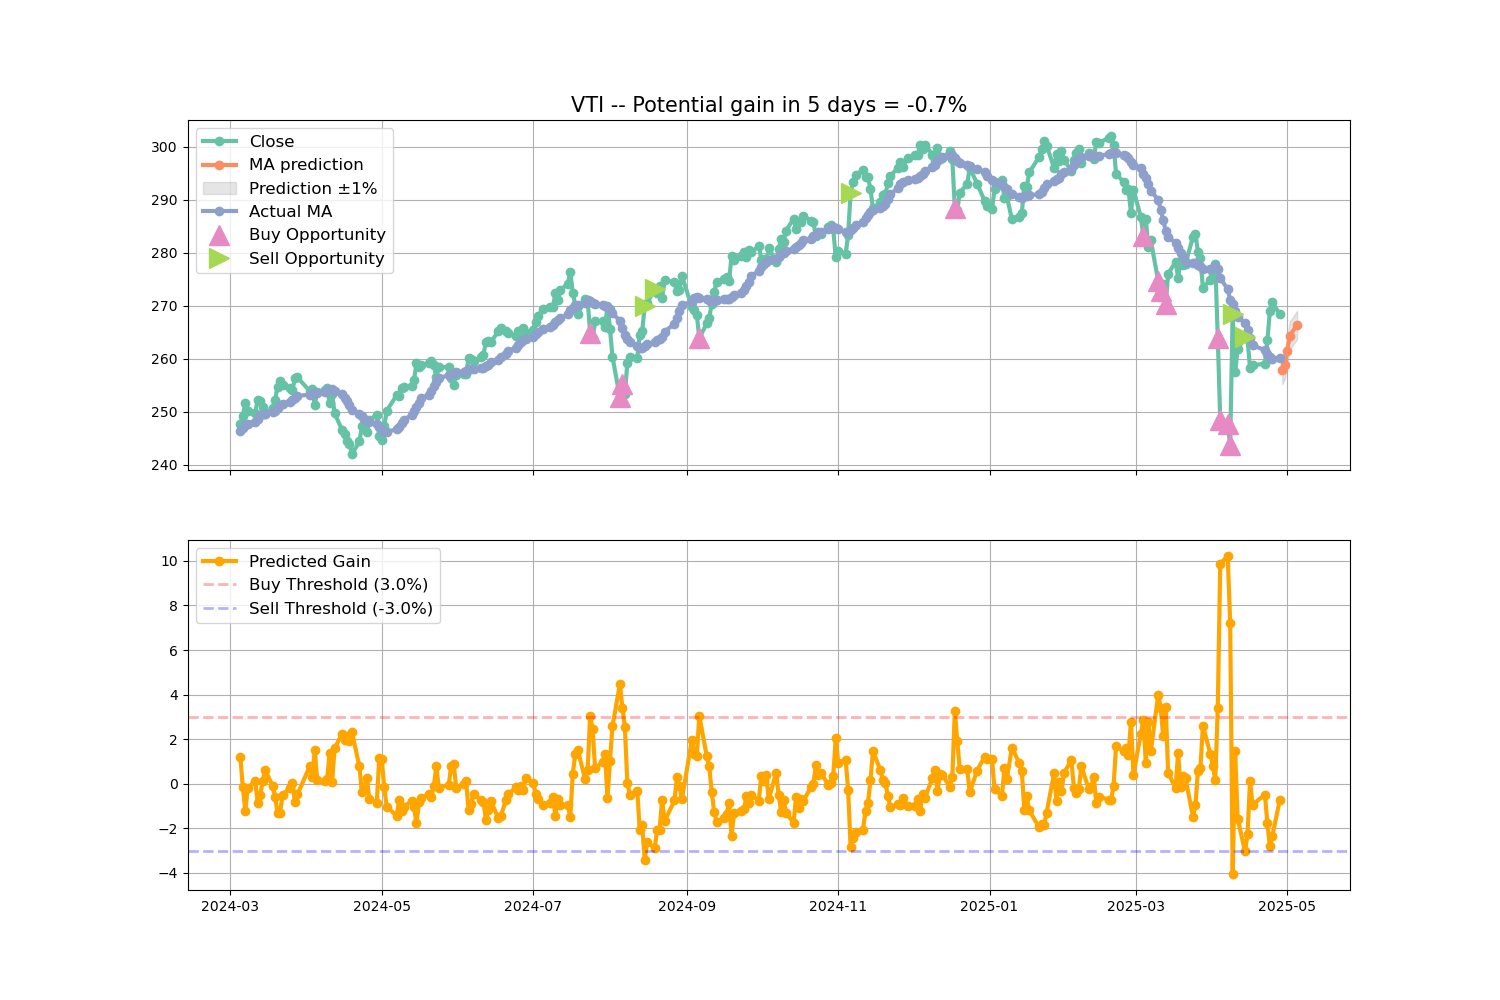 VTI -- Potential gain in 5 days = -0.7%
Close
MA prediction
Prediction ±1%
Actual MA
Buy Opportunity
Sell Opportunity
300
290
280
270
260
250
240
Predicted Gain
Buy Threshold (3.0%)
Sell Threshold (-3.0%)
10
8
6
4
2
0
−2
−4
2024-03 2024-05 2024-07 2024-09 2024-11 2025-01 2025-03 2025-05